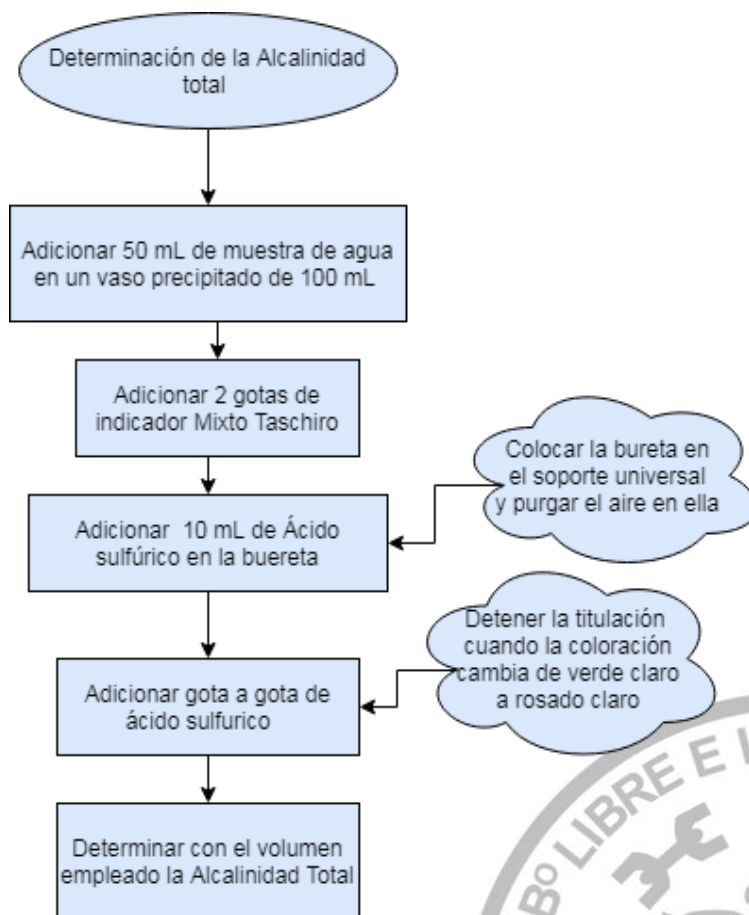 Determinación de la Alcalinidad
total
Adicionar 50 mL de muestra de agua
en un vaso precipitado de 100 mL
Adicionar 2 gotas de
indicador Mixto Taschiro
Colocar la bureta en
el soporte universal
y purgar el aire en ella
Adicionar 10 mL de Ácido
sulfúrico en la buereta
Detener la titulación
cuando la coloración
cambia de verde claro
a rosado claro
Adicionar gota a gota de
ácido sulfurico
Determinar con el volumen
empleado la Alcalinidad Total
Bº LIBRE E